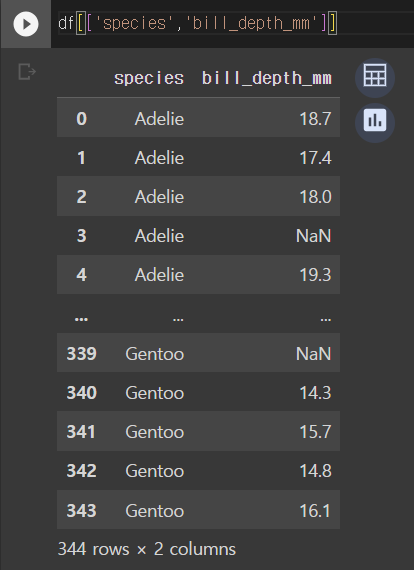 df[['species','bill_depth_mm']]
species bill_depth_mm
0 Adelie 18.7
1 Adelie 17.4
2 Adelie 18.0
3 Adelie NaN
4 Adelie 19.3
... ... ...
339 Gentoo NaN
340 Gentoo 14.3
341 Gentoo 15.7
342 Gentoo 14.8
343 Gentoo 16.1
344 rows × 2 columns